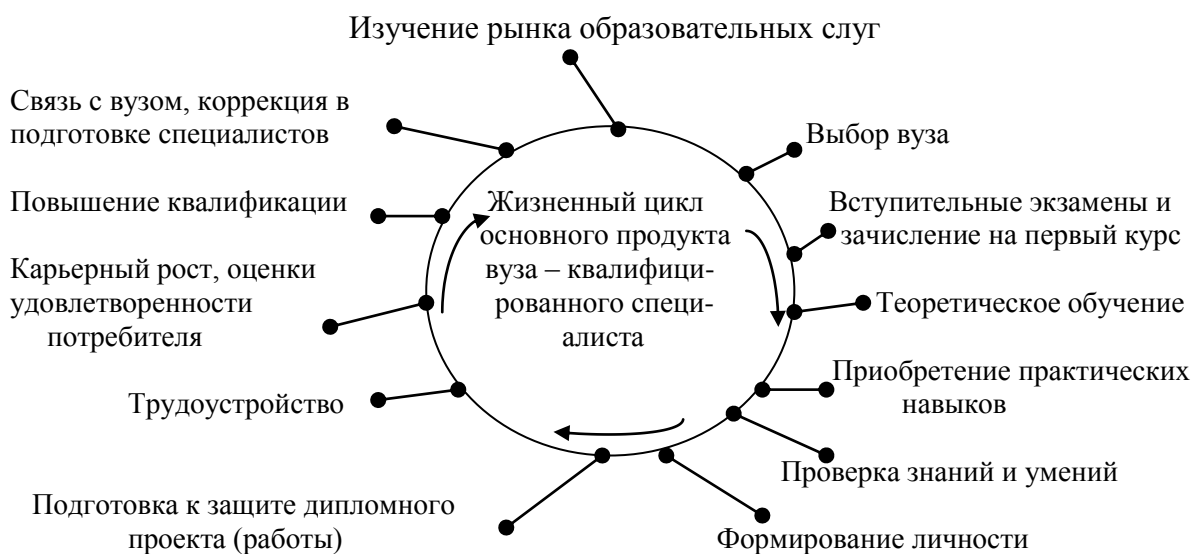 Изучение рынка образовательных слуг
Связь с вузом, коррекция в
подготовке специалистов
Выбор вуза
Повышение квалификации
Жизненный цикл
основного продукта
вуза – квалифици-
рованного специ-
алиста
Вступительные экзамены и
зачисление на первый курс
Карьерный рост, оценки
удовлетворенности
потребителя
Теоретическое обучение
Приобретение практических
навыков
Трудоустройство
Проверка знаний и умений
Подготовка к защите дипломного
проекта (работы)
Формирование личности